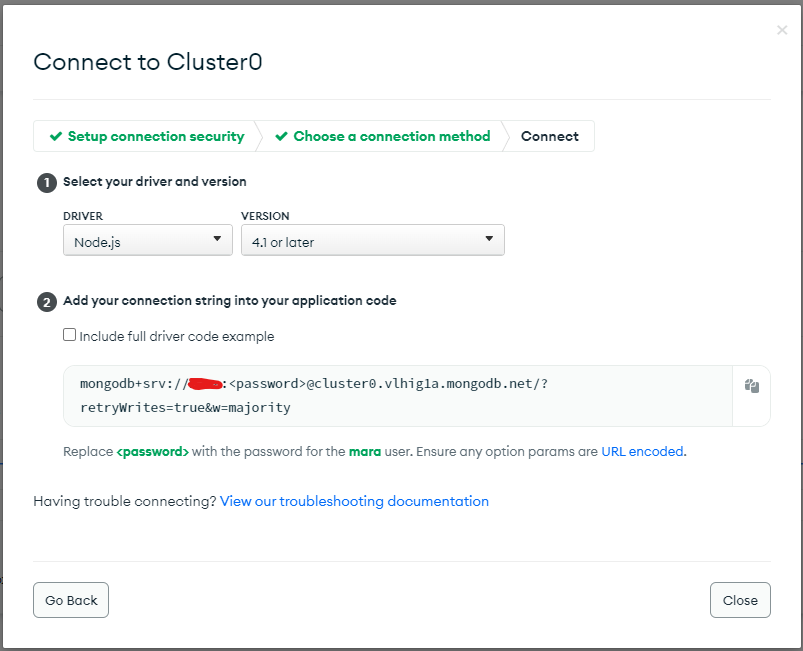 Connect to Cluster0
Setup connection security
Choose a connection method
Connect
1 Select your driver and version
DRIVER
VERSION
Node.js
4.1 or later
2 Add your connection string into your application code
Include full driver code example
mongodb+srv://:<password>@cluster0.vlhig1a.mongodb.net/?
retryWrites=true&w=majority
Replace <password> with the password for the mara user. Ensure any option params are URL encoded.
Having trouble connecting? View our troubleshooting documentation
Go Back
Close